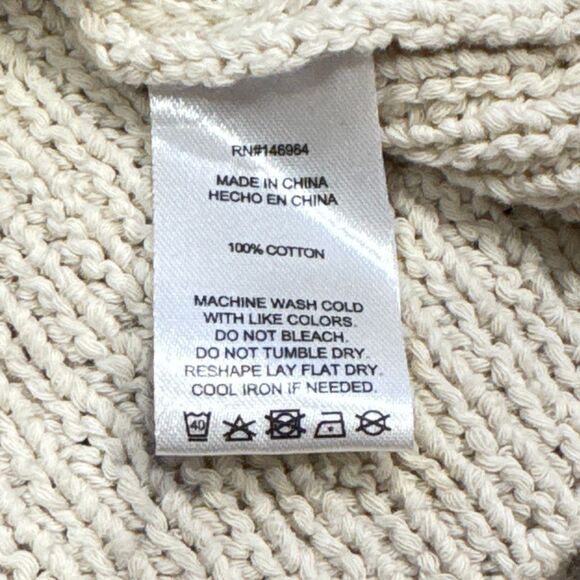 RN#146964
MADE IN CHINA
HECHO EN CHINA
100% COTTON
MACHINE WASH COLD
WITH LIKE COLORS.
DO NOT BLEACH.
DO NOT TUMBLE DRY.
RESHAPE LAY FLAT DRY.
COOL IRON IF NEEDED.
40